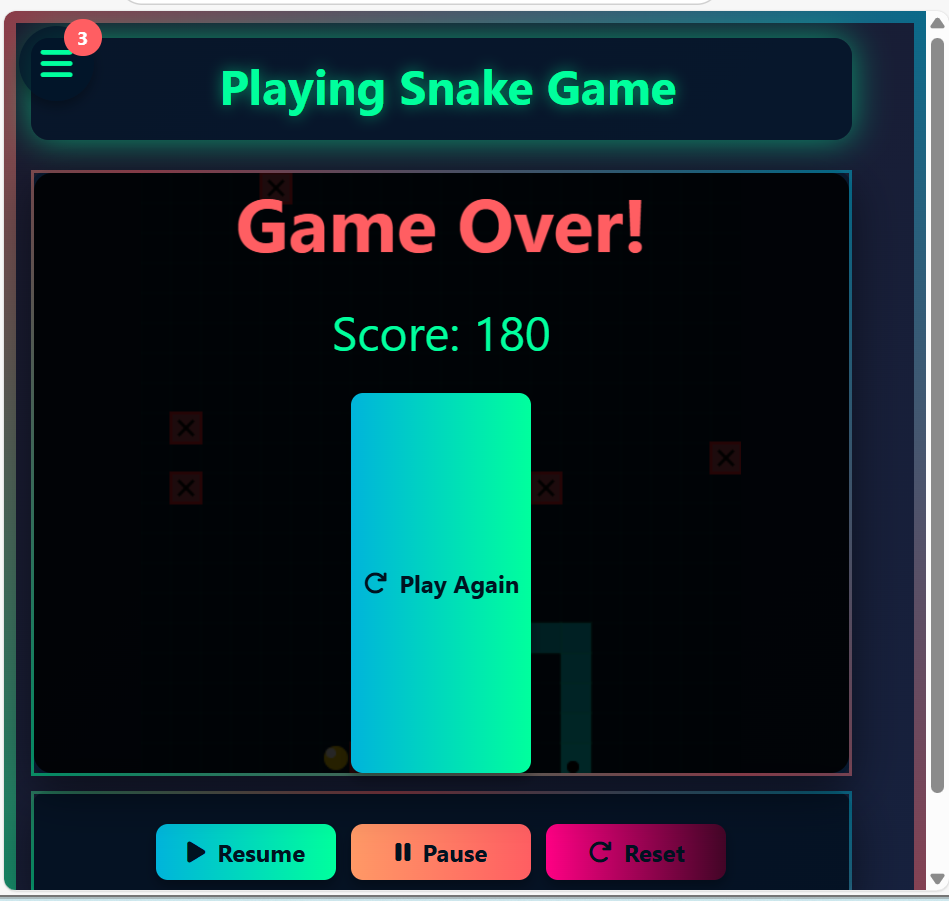 3
Playing Snake Game
Game Over!
Score: 180
Play Again
Resume Pause Reset